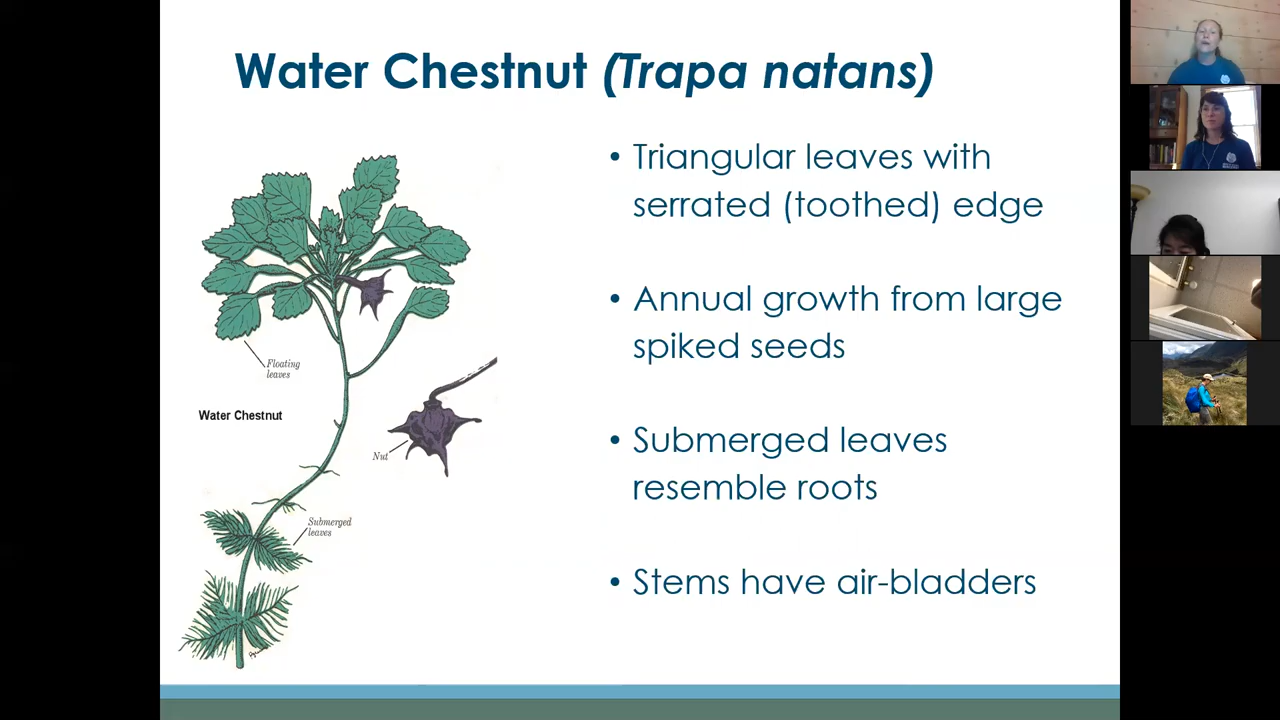 Water Chestnut (Trapa natans)
• Triangular leaves with
serrated (toothed) edge
• Annual growth from large
spiked seeds
• Submerged leaves
resemble roots
• Stems have air-bladders
Floating
leaves
Water Chestnut
Nut
Submerged
leaves